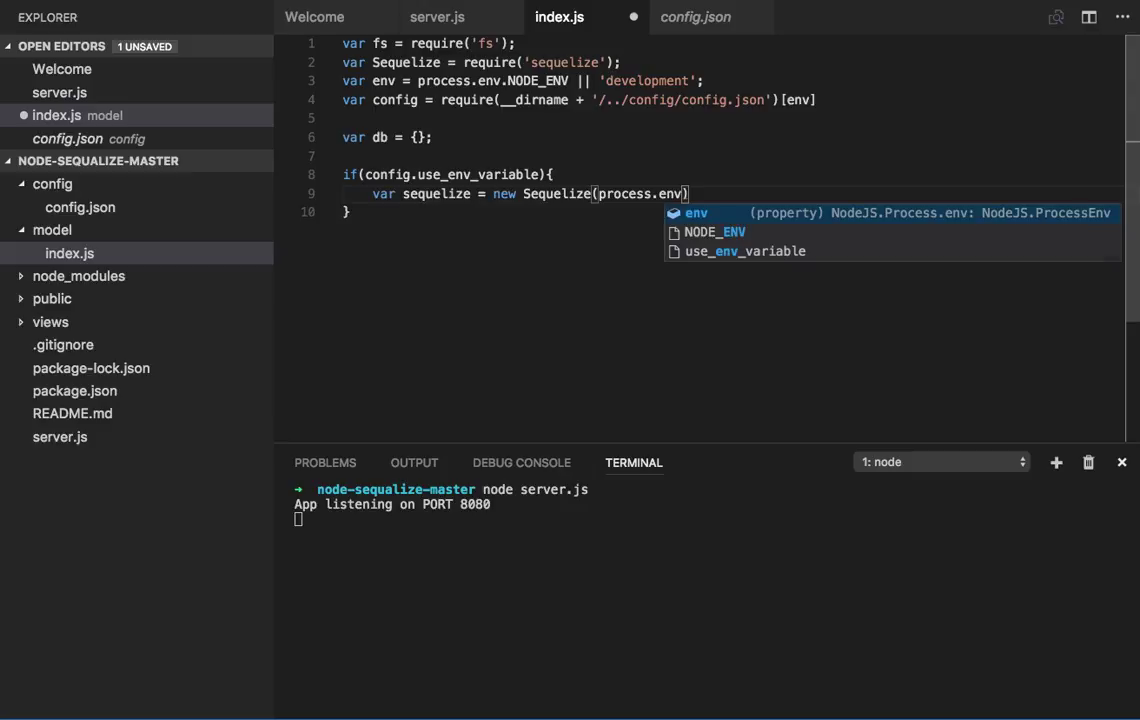 EXPLORER
OPEN EDITORS 1 UNSAVED
Welcome
server.js
index.js model
config.json config
NODE-SEQUALIZE-MASTER
config
config.json
model
index.js
node_modules
public
views
.gitignore
package-lock.json
package.json
README.md
server.js
Welcome server.js index.js config.json
1 var fs = require('fs');
2 var Sequelize = require('sequelize');
3 var env = process.env.NODE_ENV || 'development';
4 var config = require(__dirname + '/../config/config.json')[env]
5
6 var db = {};
7
8 if(config.use_env_variable){
9 var sequelize = new Sequelize(process.env)
10 }
env (property) NodeJS.Process.env: NodeJS.ProcessEnv
NODE_ENV
use_env_variable
PROBLEMS OUTPUT DEBUG CONSOLE TERMINAL 1: node
➜ node-sequalize-master node server.js
App listening on PORT 8080